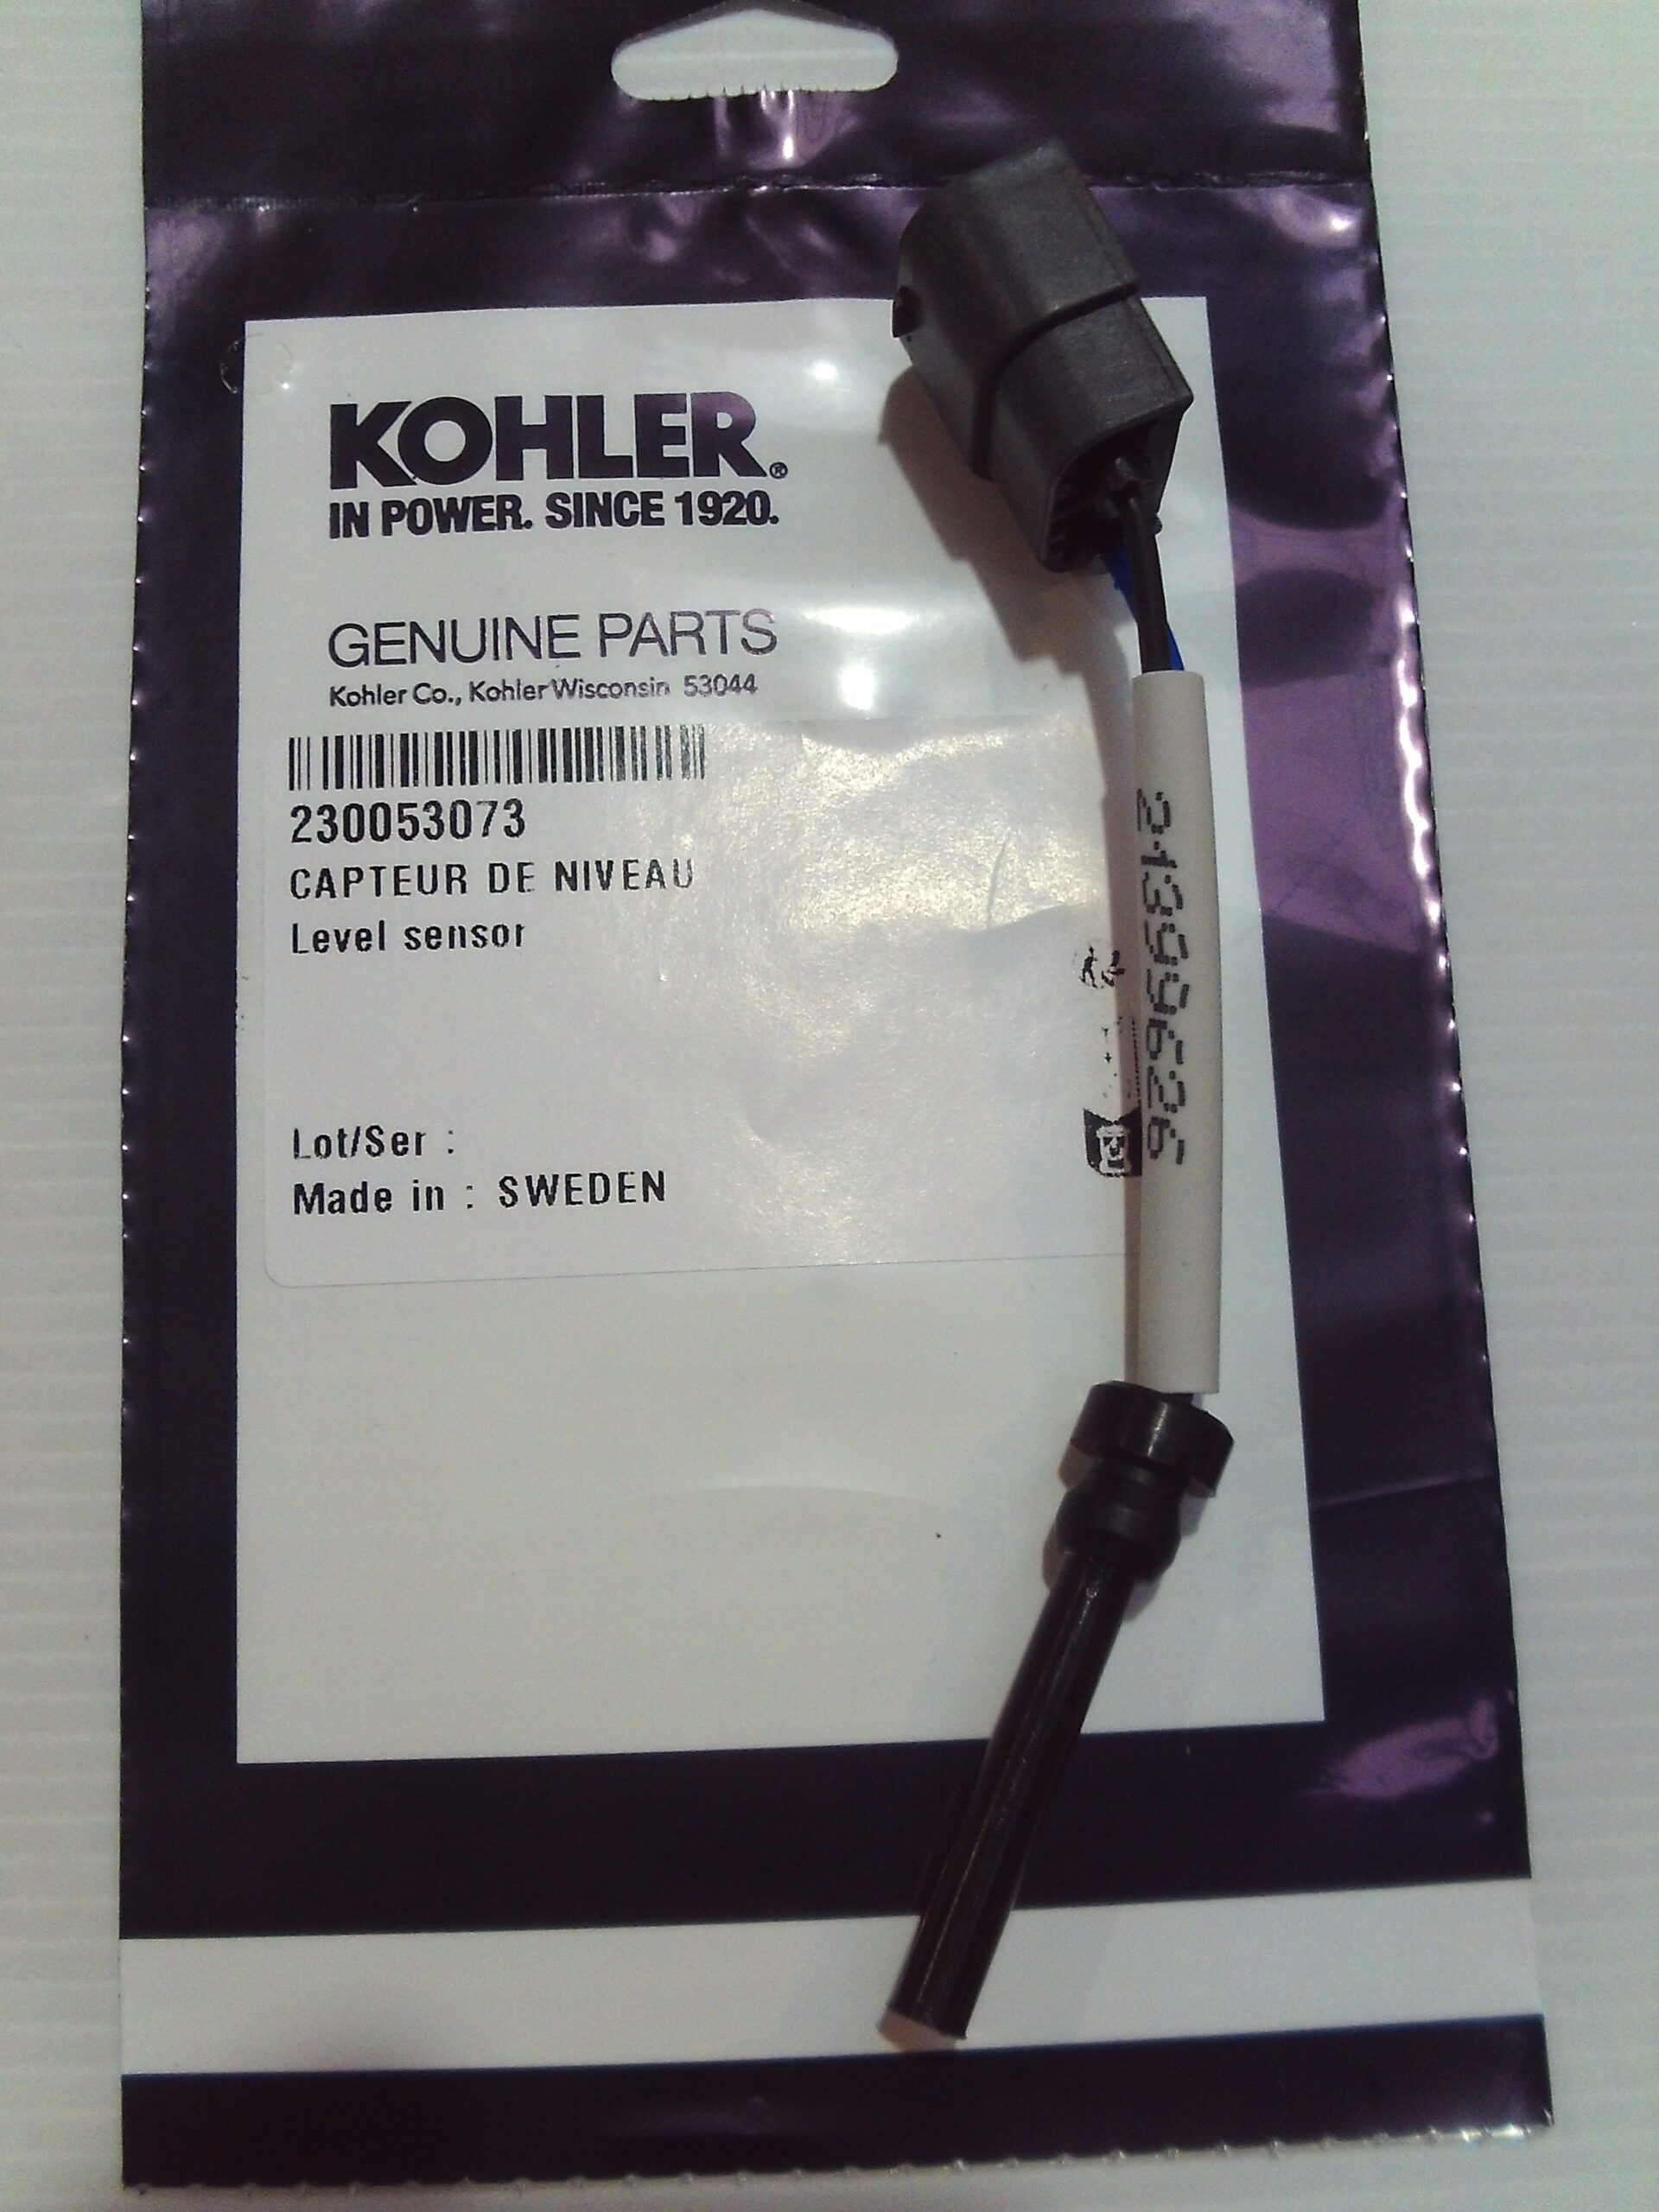 KOHLER®
IN POWER. SINCE 1920.
GENUINE PARTS
Kohler Co., Kohler Wisconsin 53044
230053073
CAPTEUR DE NIVEAU
Level sensor
Lot/Ser :
Made in : SWEDEN
21399626